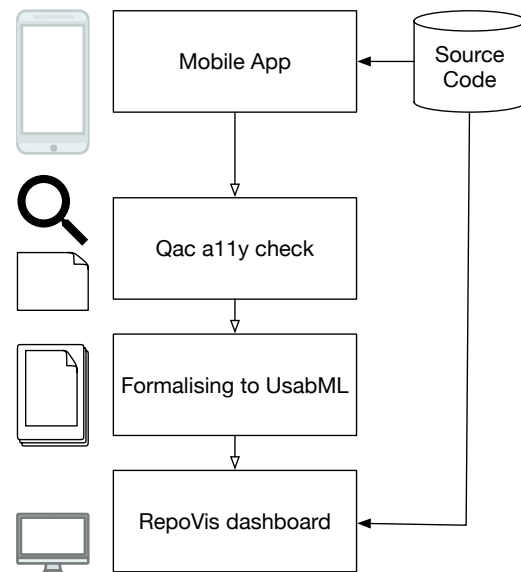 Mobile App
Source
Code
Qac a11y check
Formalising to UsabML
RepoVis dashboard